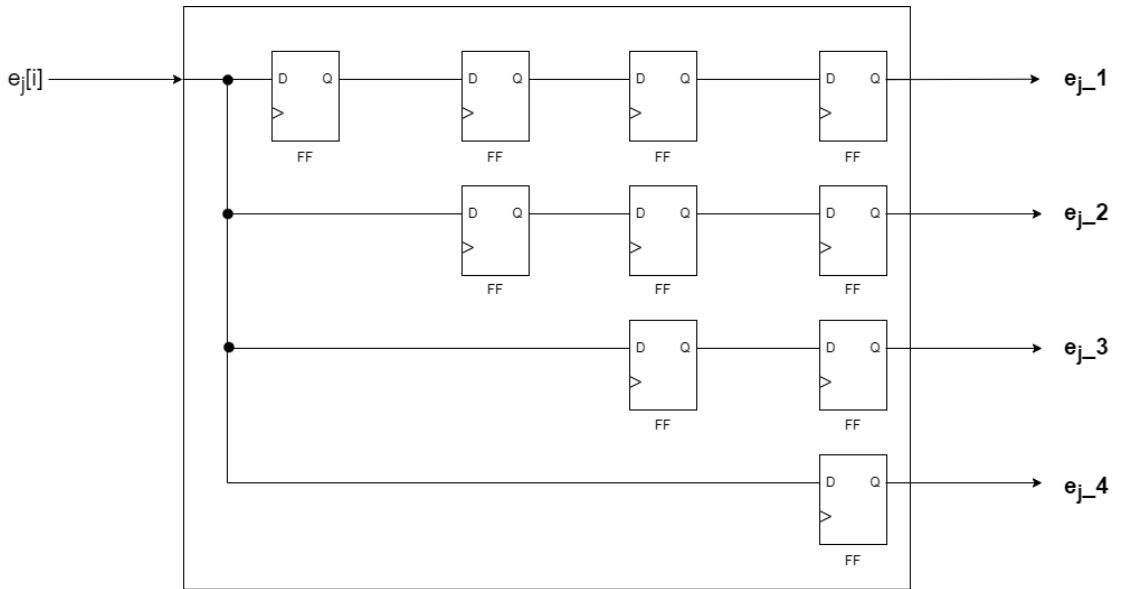 e_j[i] D Q D Q D Q D Q e_j_1
FF FF FF FF
D Q D Q D Q e_j_2
FF FF FF
D Q D Q e_j_3
FF FF
D Q e_j_4
FF